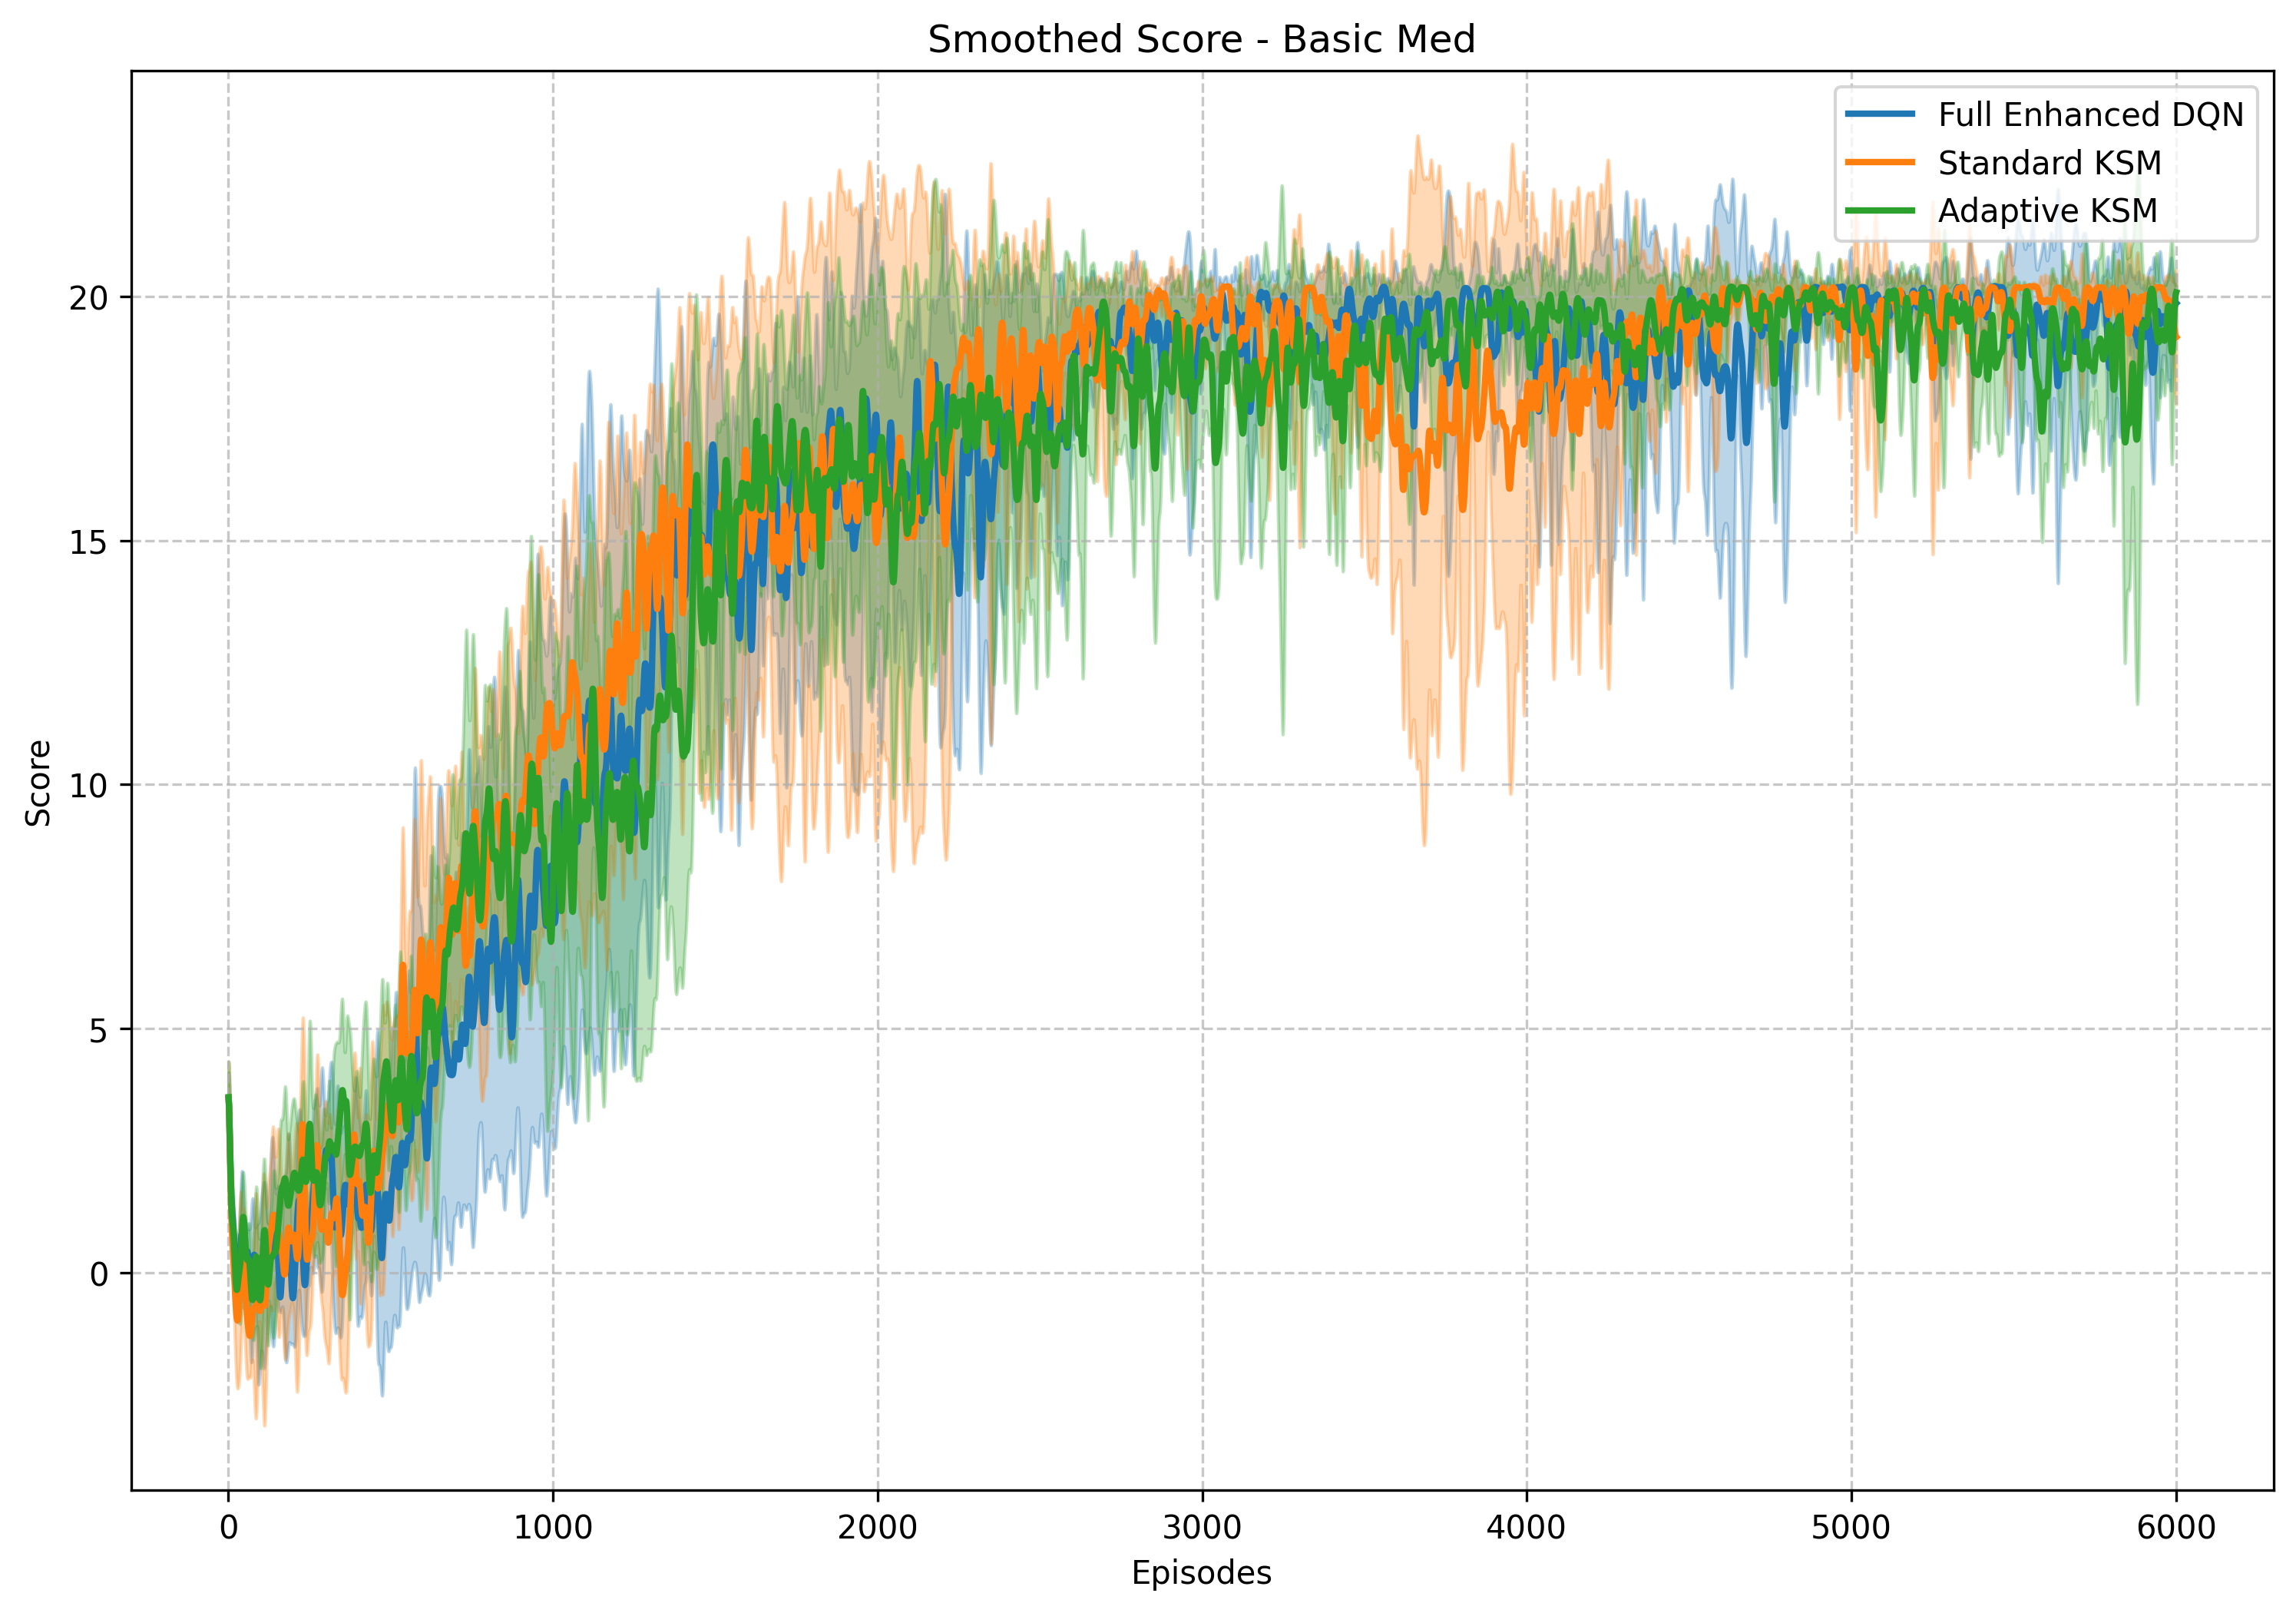 Smoothed Score - Basic Med
Full Enhanced DQN
Standard KSM
Adaptive KSM
20
15
10
5
0
Score
0 1000 2000 3000 4000 5000 6000
Episodes